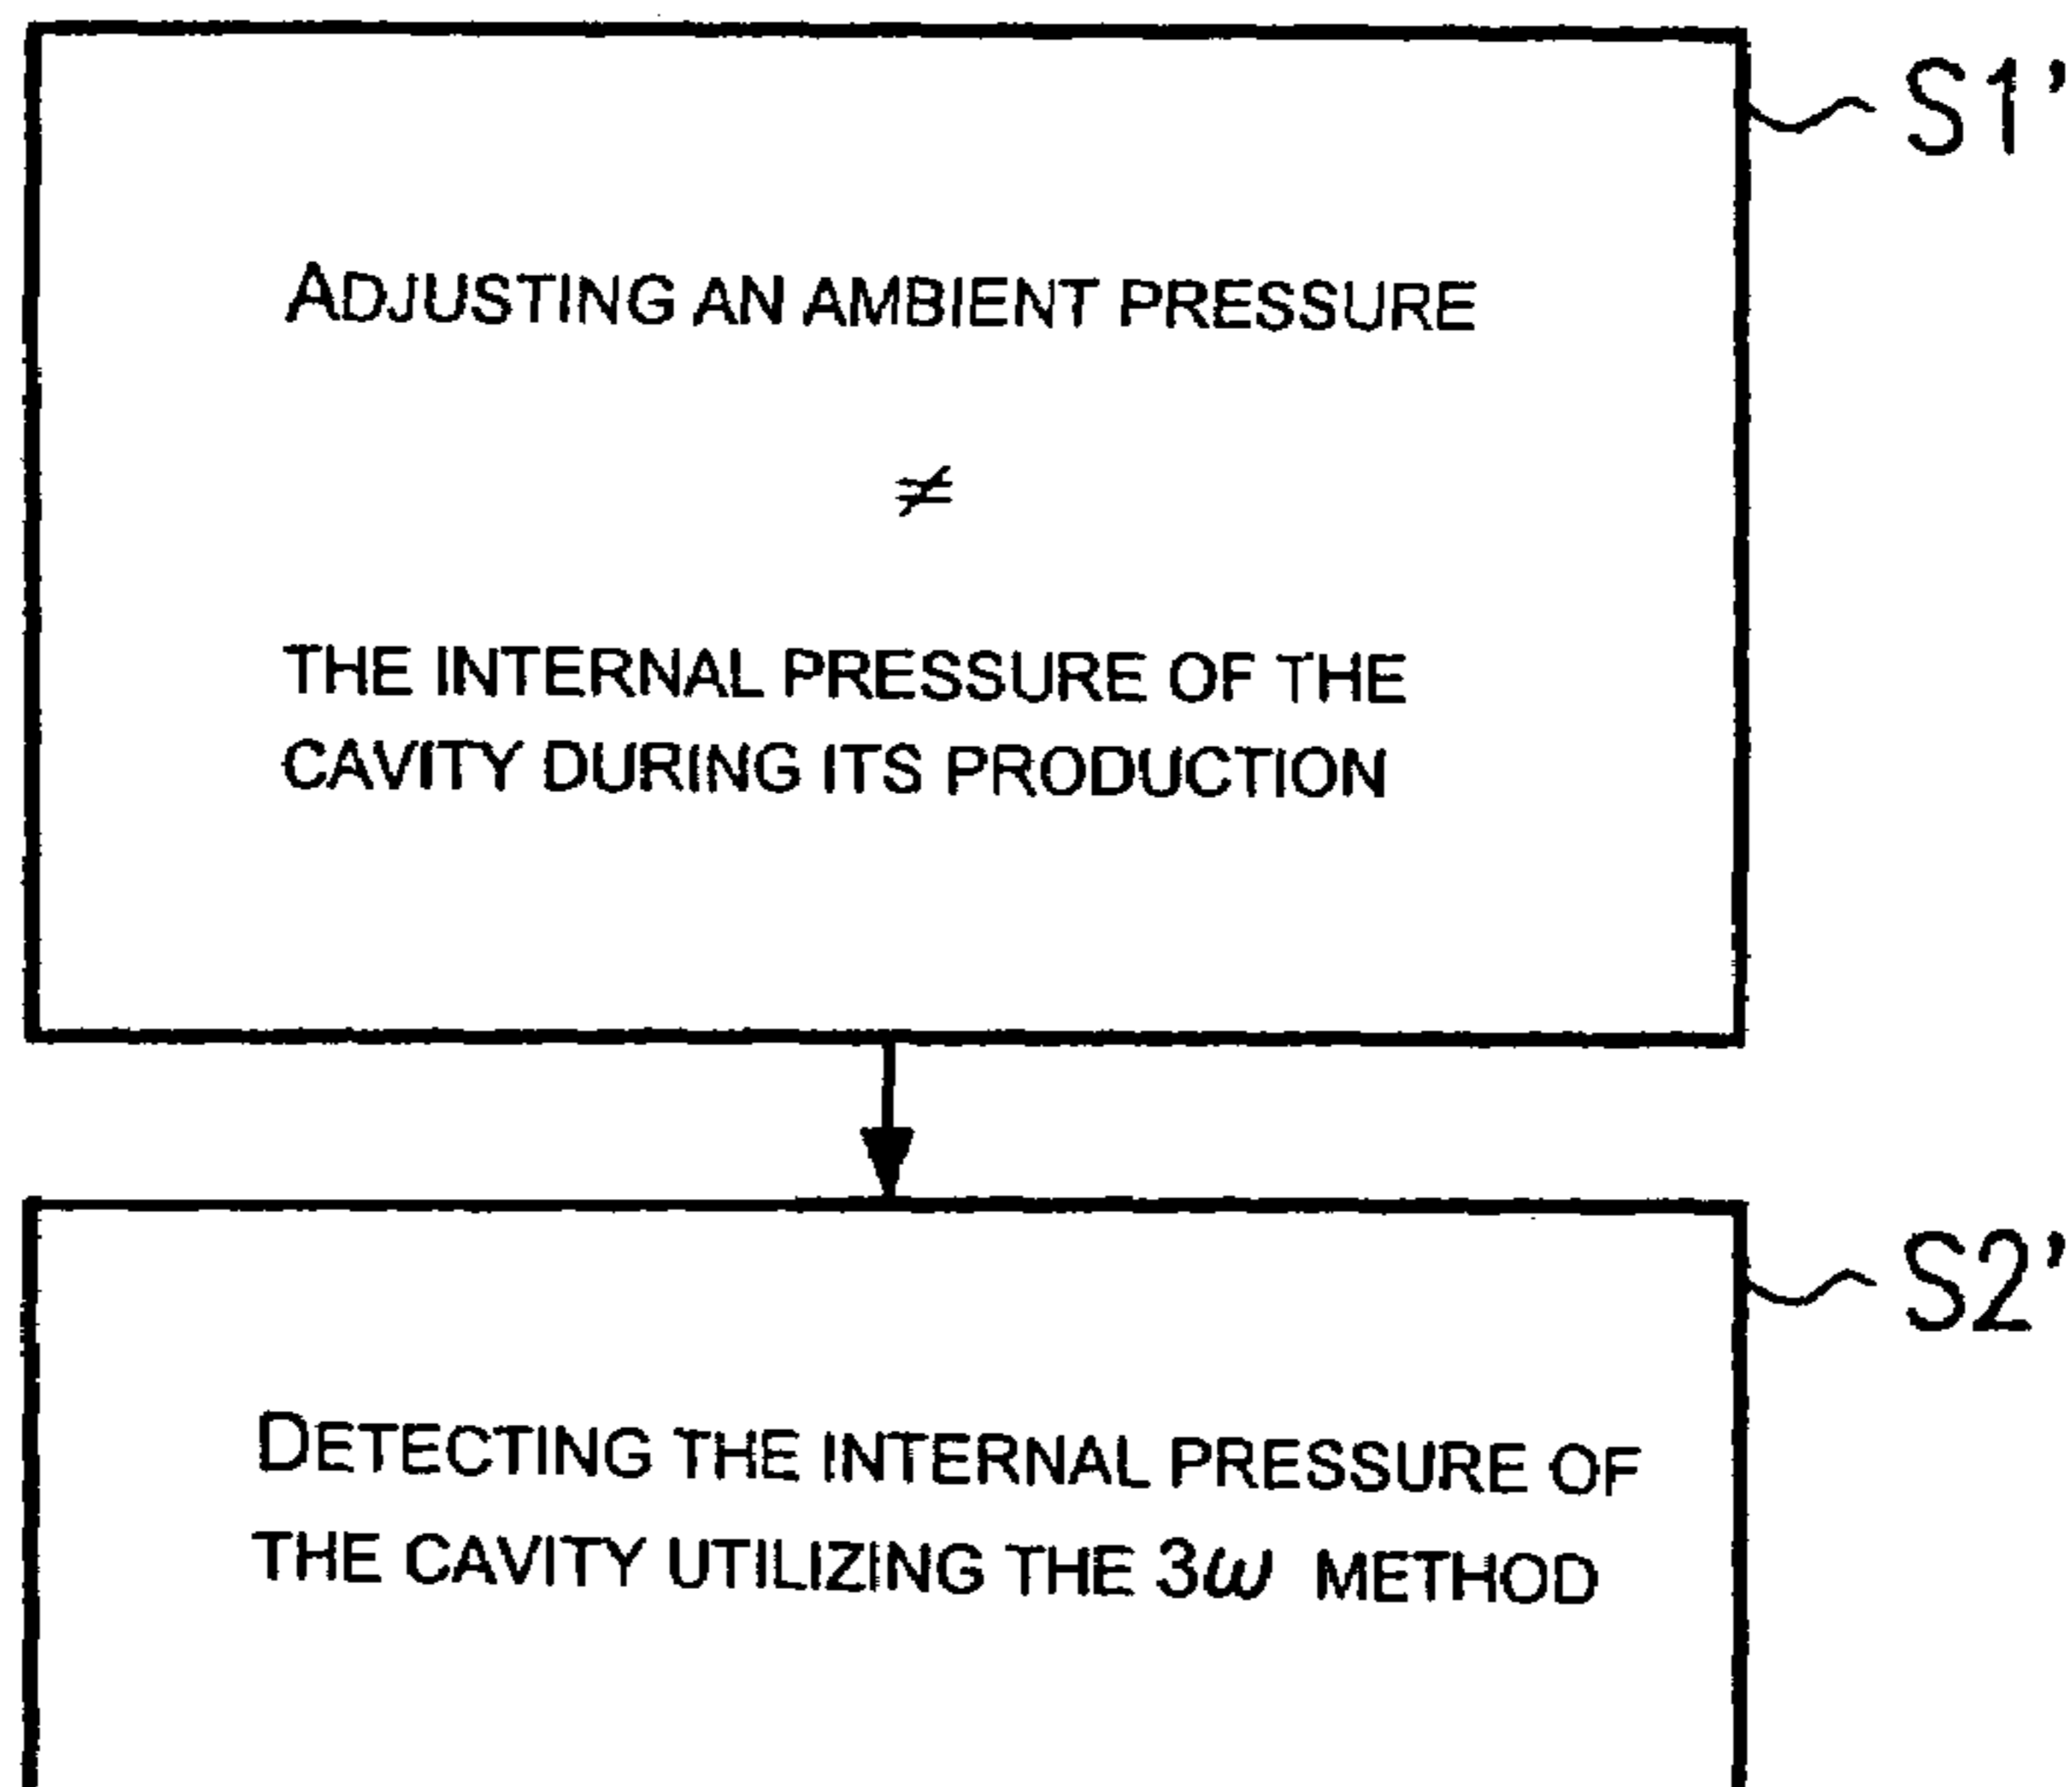 S1'
ADJUSTING AN AMBIENT PRESSURE
≠
THE INTERNAL PRESSURE OF THE
CAVITY DURING ITS PRODUCTION
S2'
DETECTING THE INTERNAL PRESSURE OF
THE CAVITY UTILIZING THE 3ω METHOD